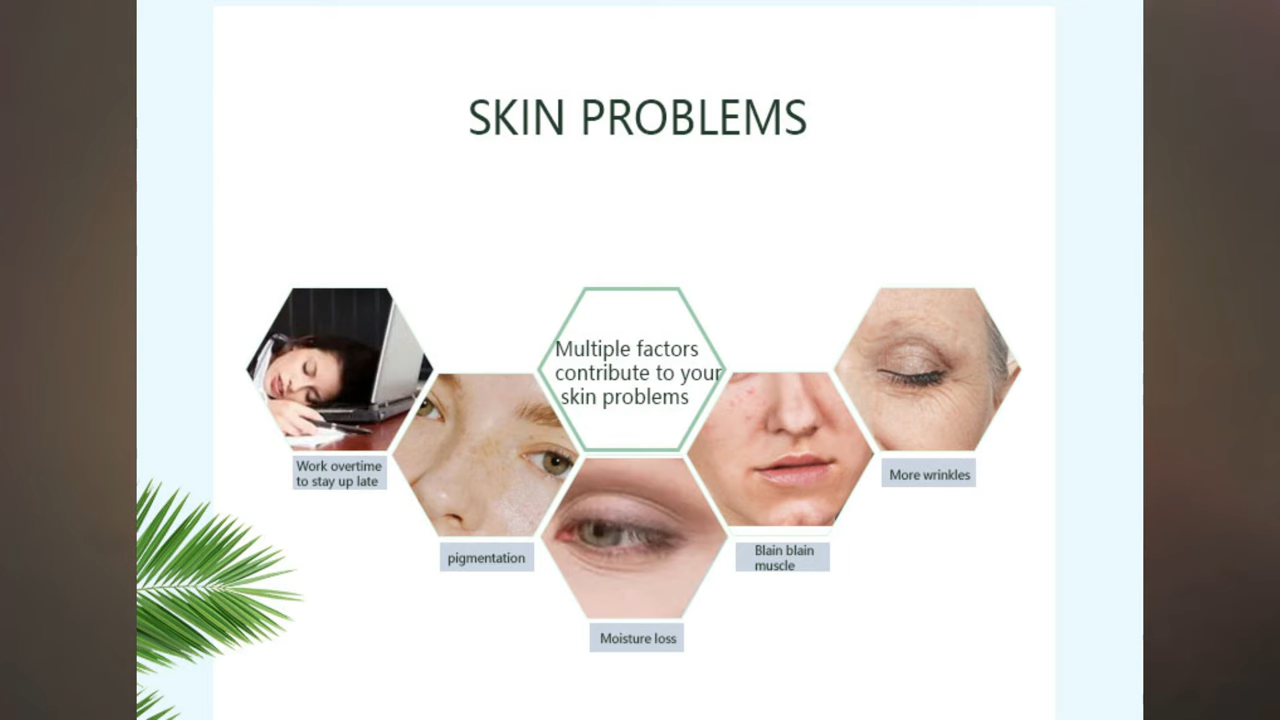 SKIN PROBLEMS
Multiple factors
contribute to your
skin problems
Work overtime
to stay up late
pigmentation
Moisture loss
Blain blain
muscle
More wrinkles